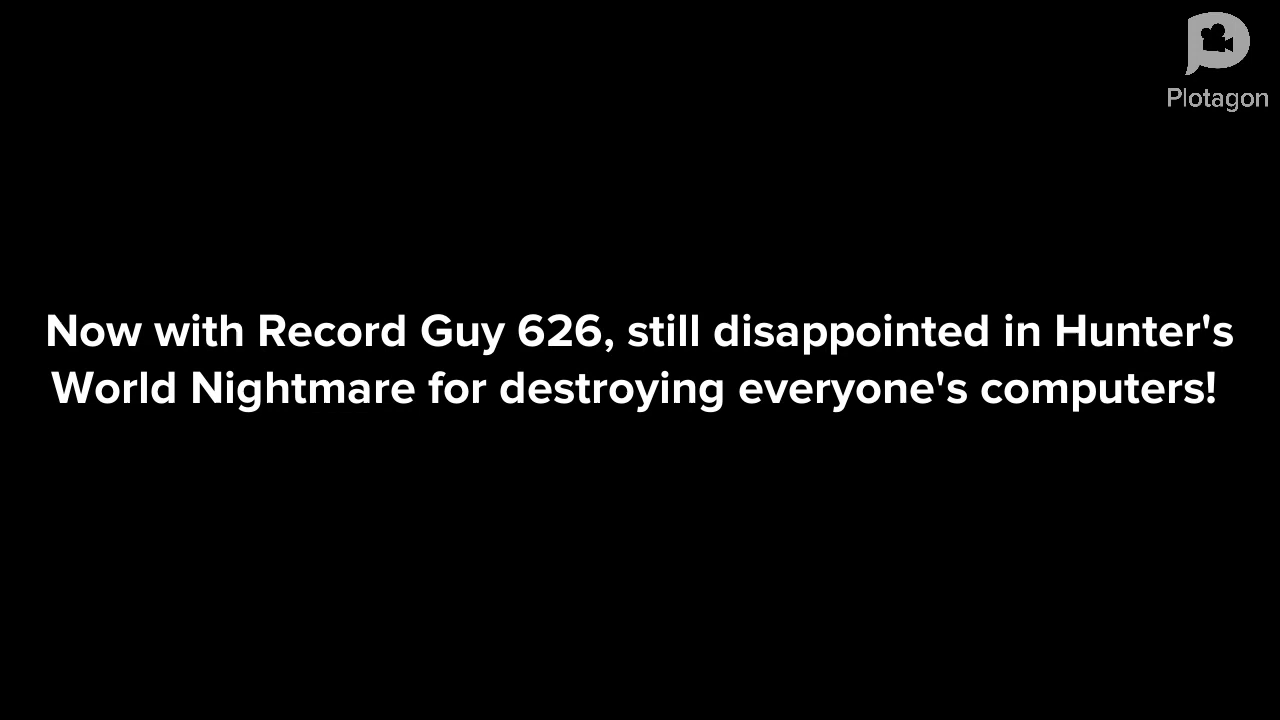 Plotagon
Now with Record Guy 626, still disappointed in Hunter's
World Nightmare for destroying everyone's computers!